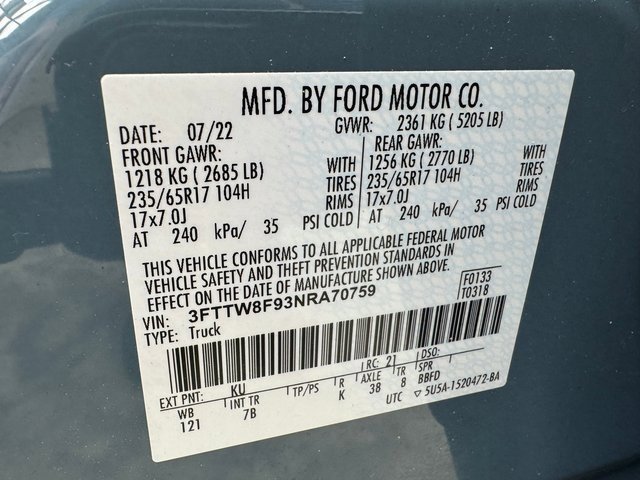 MFD. BY FORD MOTOR CO.
DATE: 07/22 GVWR: 2361 KG ( 5205 LB)
FRONT GAWR: REAR GAWR:
1218 KG ( 2685 LB) WITH 1256 KG ( 2770 LB) WITH
235/65R17 104H TIRES 235/65R17 104H TIRES
17x7.0J RIMS 17x7.0J RIMS
AT 240 kPa/ 35 PSI COLD AT 240 kPa/ 35 PSI COLD
THIS VEHICLE CONFORMS TO ALL APPLICABLE FEDERAL MOTOR
VEHICLE SAFETY AND THEFT PREVENTION STANDARDS IN
EFFECT ON THE DATE OF MANUFACTURE SHOWN ABOVE.
VIN: 3FTTW8F93NRA70759 F0133
TYPE: Truck T0318
EXT PNT: KU RC: 21 DSO:
WB INT TR TP/PS R AXLE TR BBFD
121 7B K 3B 8
UTC ▽ 5U5A-1520472-BA